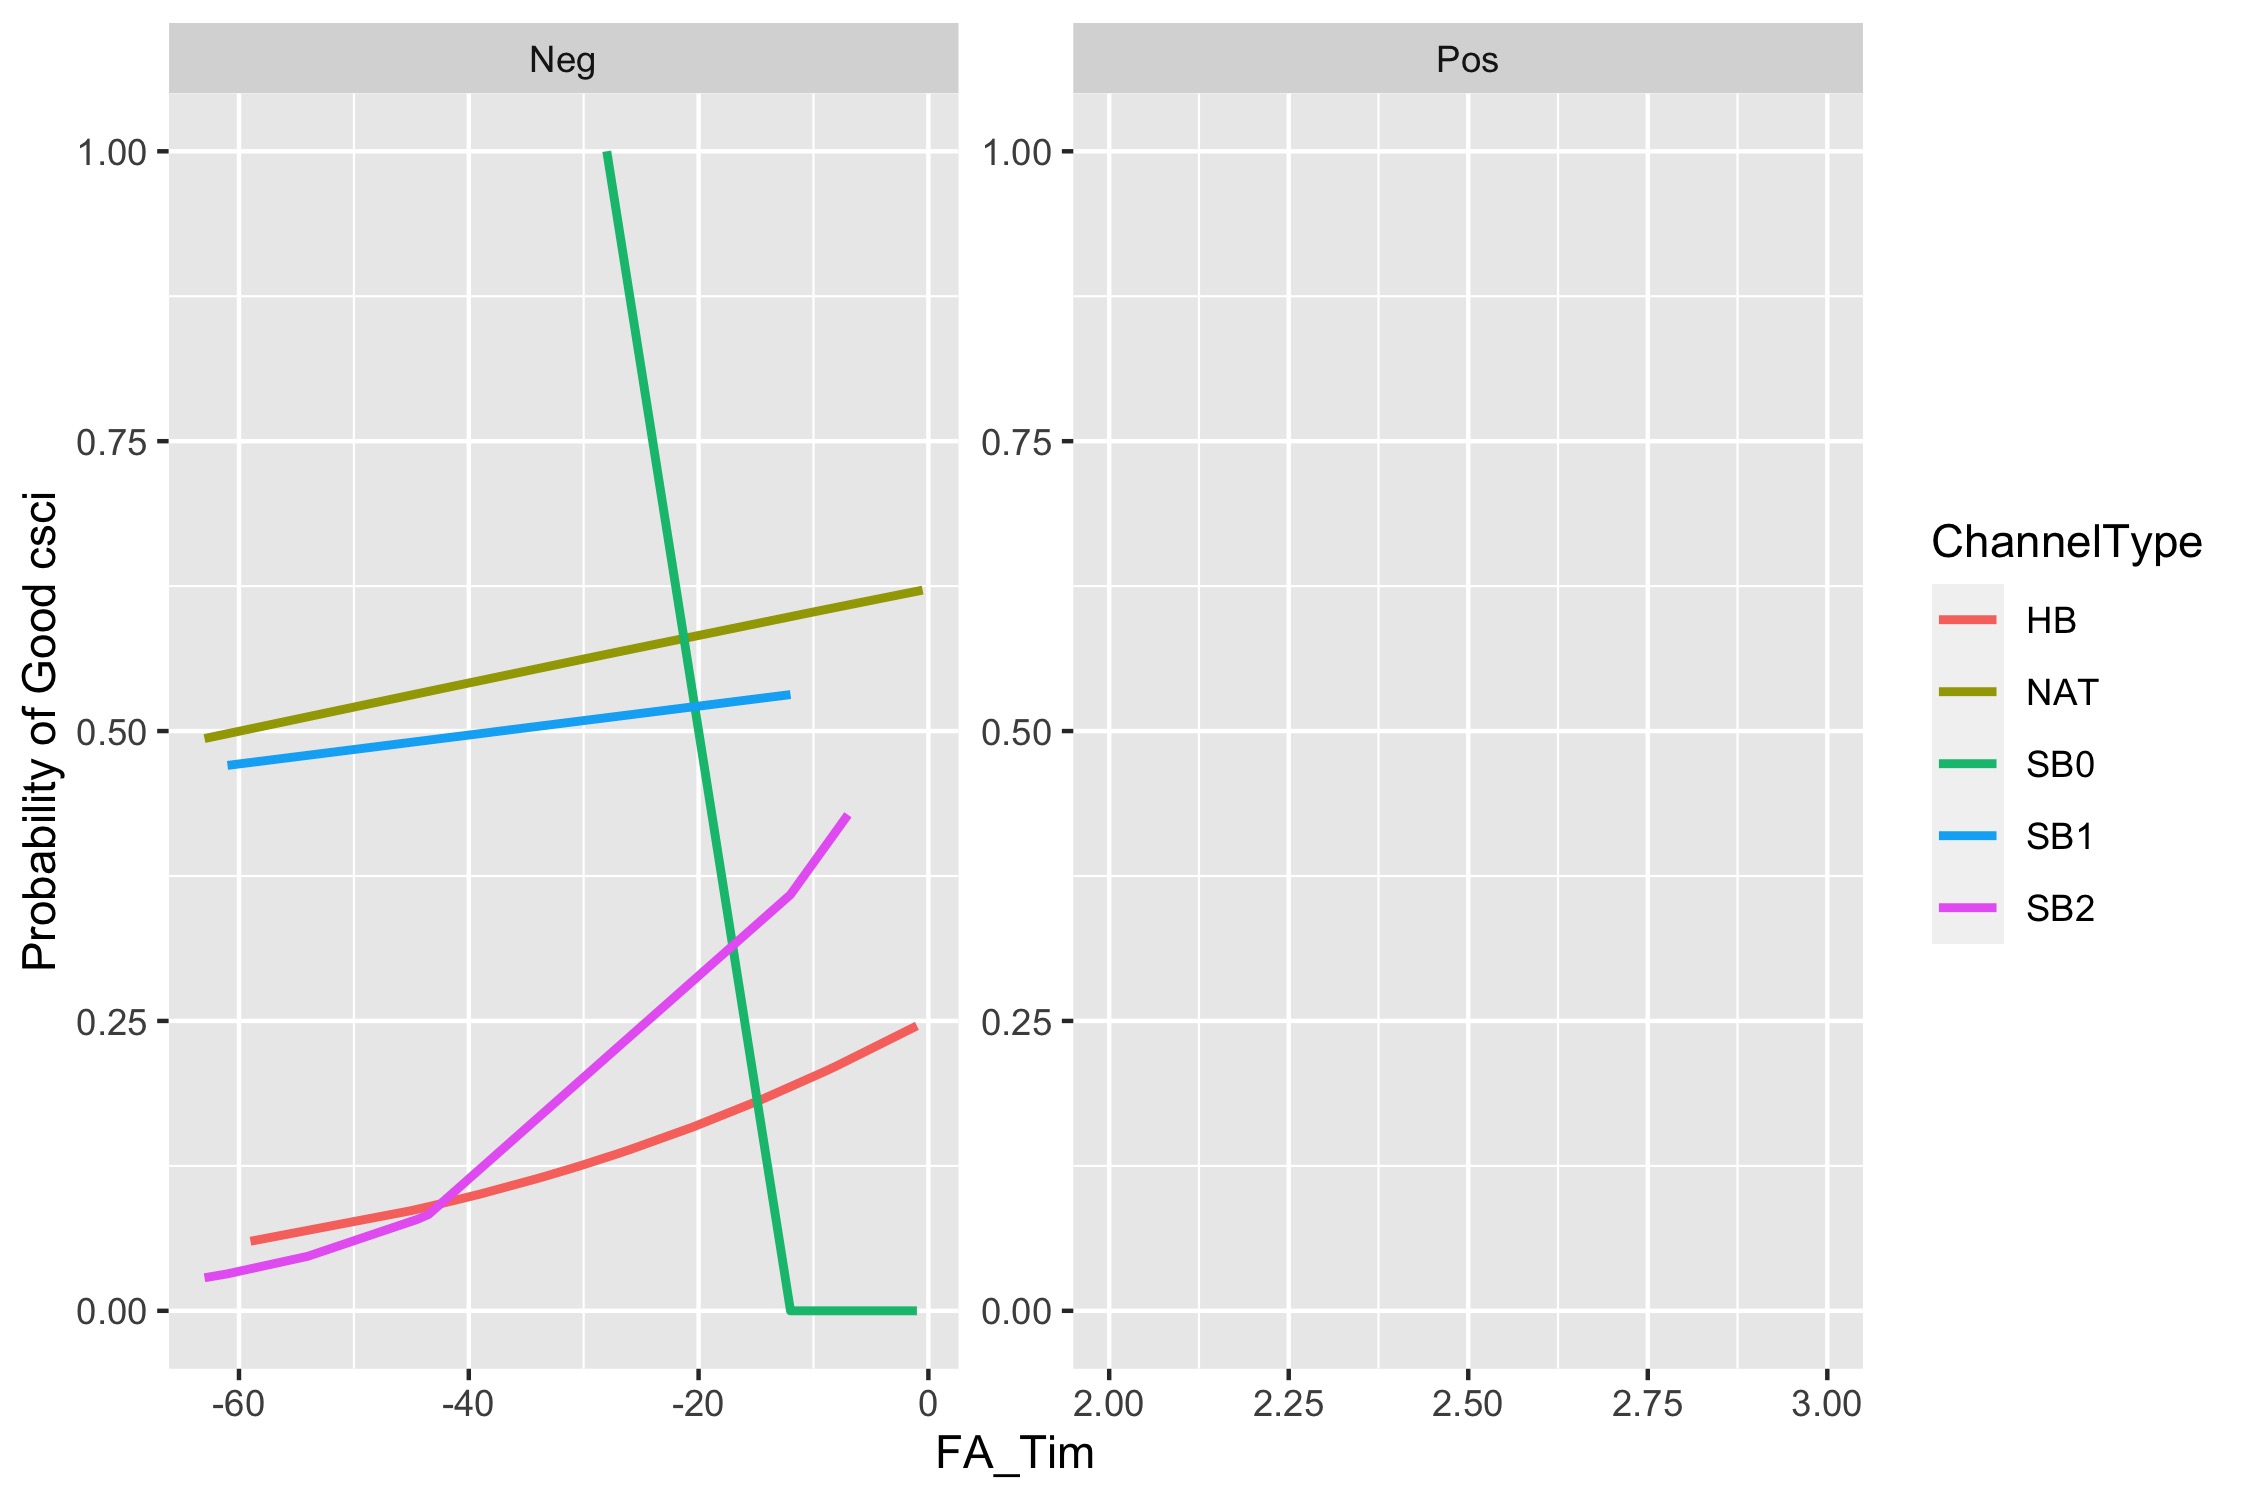 Neg Pos
1.00 1.00
0.75 0.75
0.50 0.50
0.25 0.25
0.00 0.00
-60 -40 -20 0 2.00 2.25 2.50 2.75 3.00
FA_Tim
Probability of Good csci
ChannelType
HB
NAT
SB0
SB1
SB2